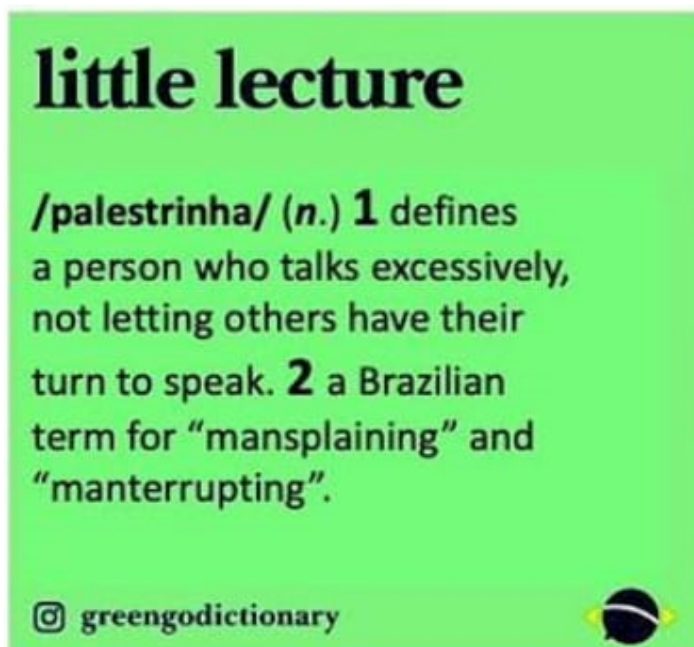 little lecture
/palestrinha/ (n.) 1 defines
a person who talks excessively,
not letting others have their
turn to speak. 2 a Brazilian
term for “mansplaining” and
“manterrupting”.
greengodictionary